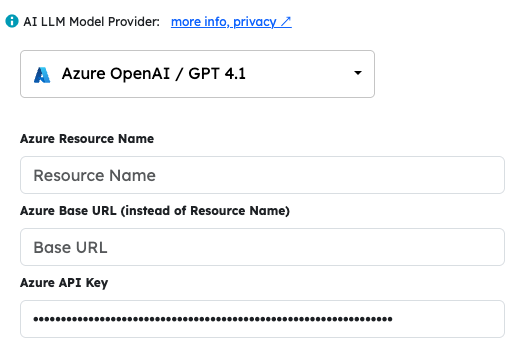 AI LLM Model Provider: more info, privacy ↗
Azure OpenAI / GPT 4.1
Azure Resource Name
Resource Name
Azure Base URL (instead of Resource Name)
Base URL
Azure API Key
••••••••••••••••••••••••••••••••••••••••••••••••••••••••••••••••